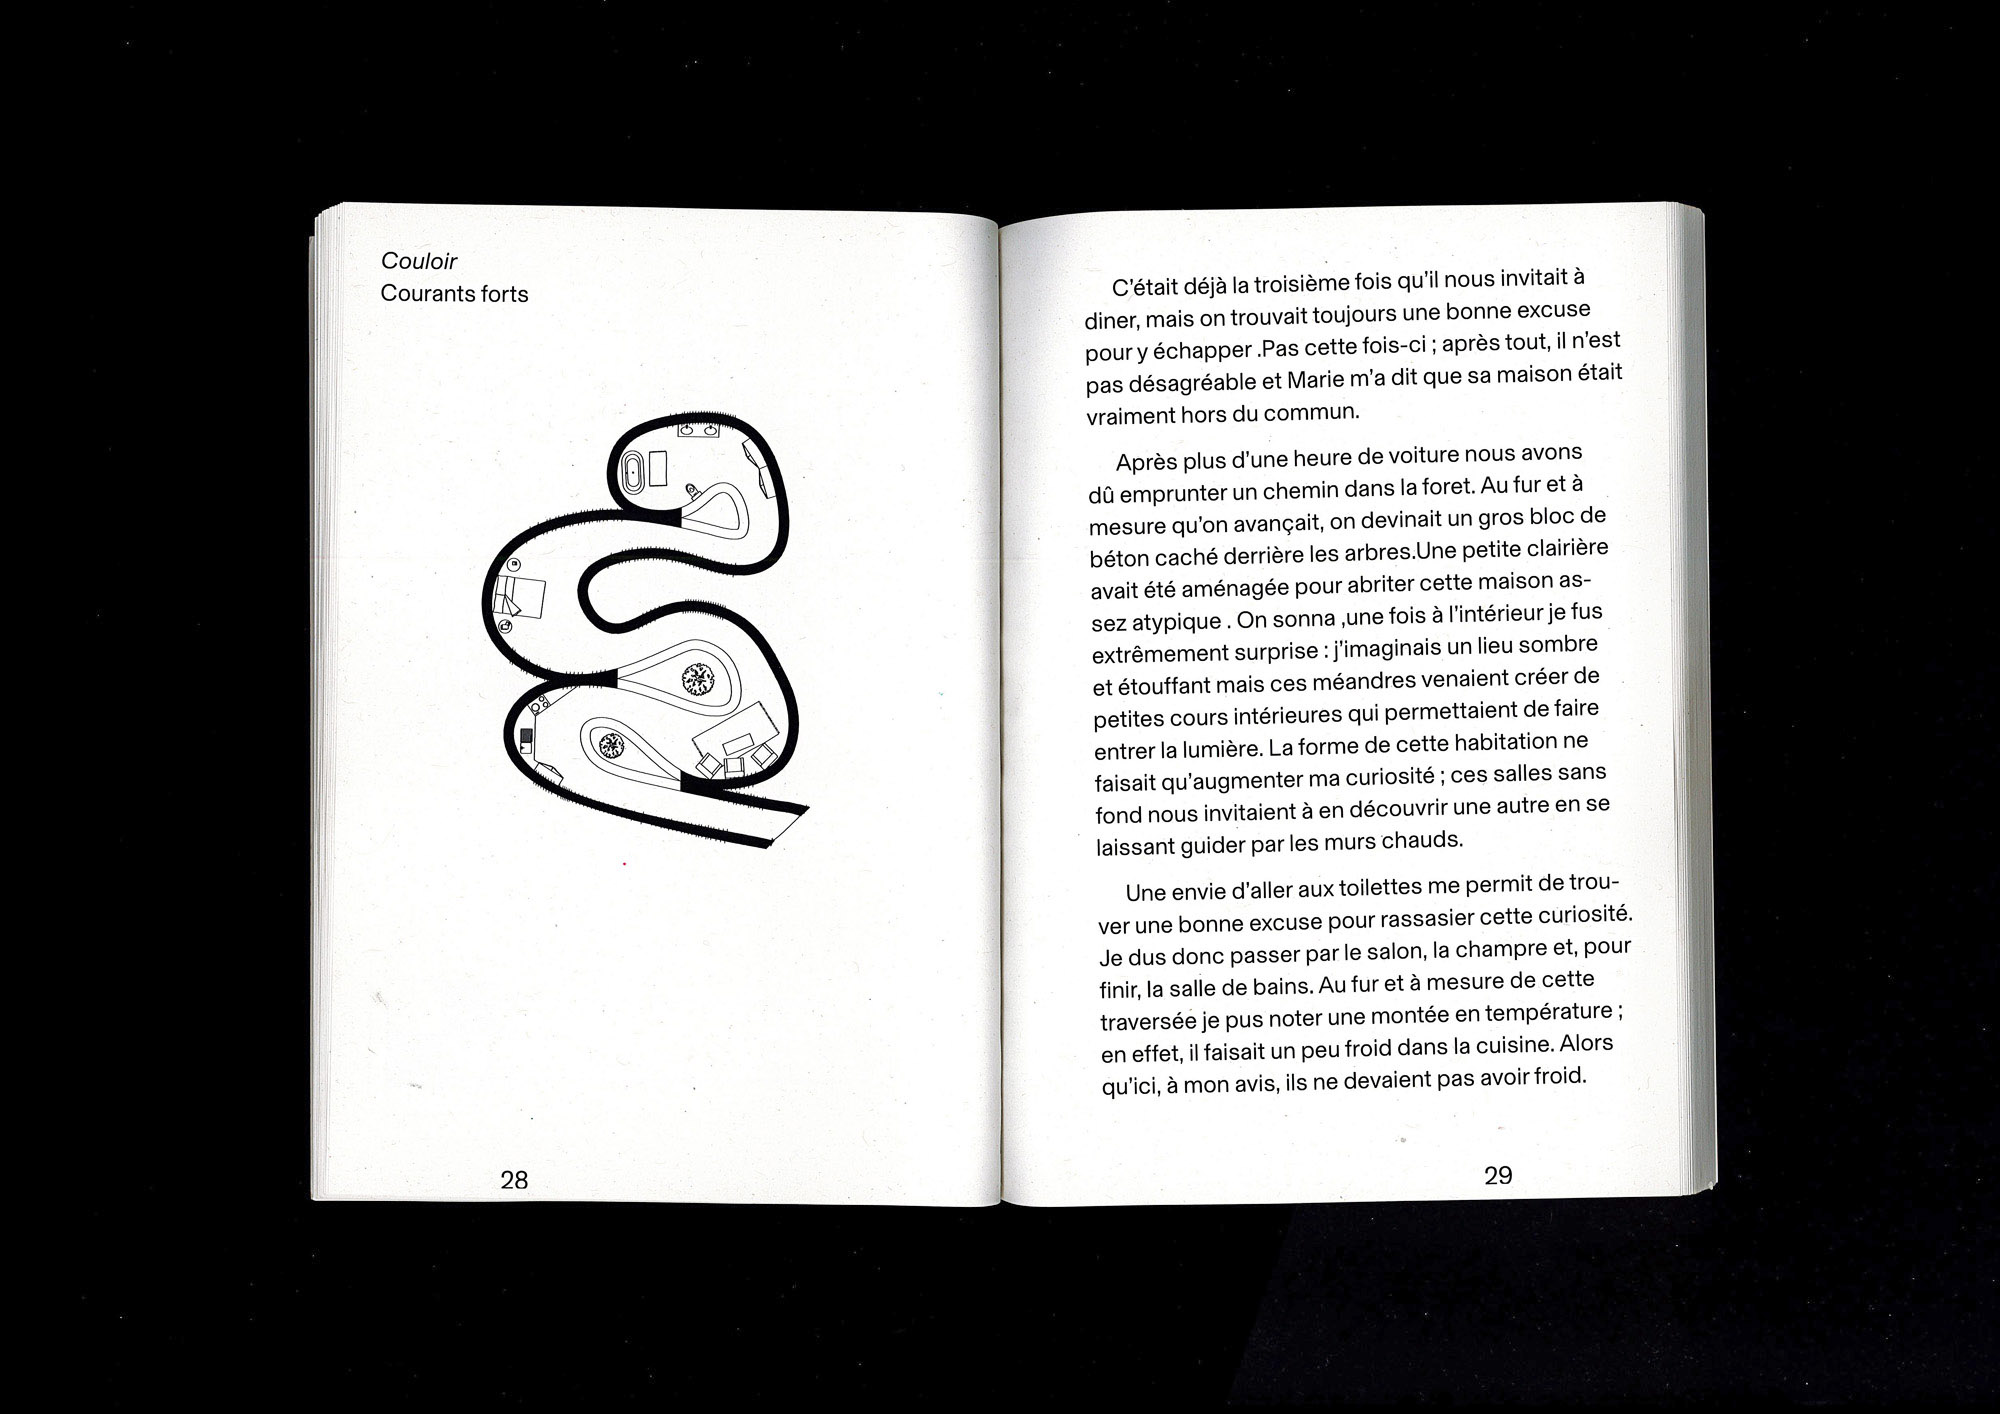 Couloir
Courants forts
28
C'était déjà la troisième fois qu'il nous invitait à
diner, mais on trouvait toujours une bonne excuse
pour y échapper .Pas cette fois-ci ; après tout, il n'est
pas désagréable et Marie m'a dit que sa maison était
vraiment hors du commun.
Après plus d'une heure de voiture nous avons
dû emprunter un chemin dans la foret. Au fur et à
mesure qu'on avançait, on devinait un gros bloc de
béton caché derrière les arbres.Une petite clairière
avait été aménagée pour abriter cette maison as-
sez atypique . On sonna ,une fois à l'intérieur je fus
extrêmement surprise : j'imaginais un lieu sombre
et étouffant mais ces méandres venaient créer de
petites cours intérieures qui permettaient de faire
entrer la lumière. La forme de cette habitation ne
faisait qu'augmenter ma curiosité ; ces salles sans
fond nous invitaient à en découvrir une autre en se
laissant guider par les murs chauds.
Une envie d'aller aux toilettes me permit de trou-
ver une bonne excuse pour rassasier cette curiosité.
Je dus donc passer par le salon, la champre et, pour
finir, la salle de bains. Au fur et à mesure de cette
traversée je pus noter une montée en température ;
en effet, il faisait un peu froid dans la cuisine. Alors
qu'ici, à mon avis, ils ne devaient pas avoir froid.
29